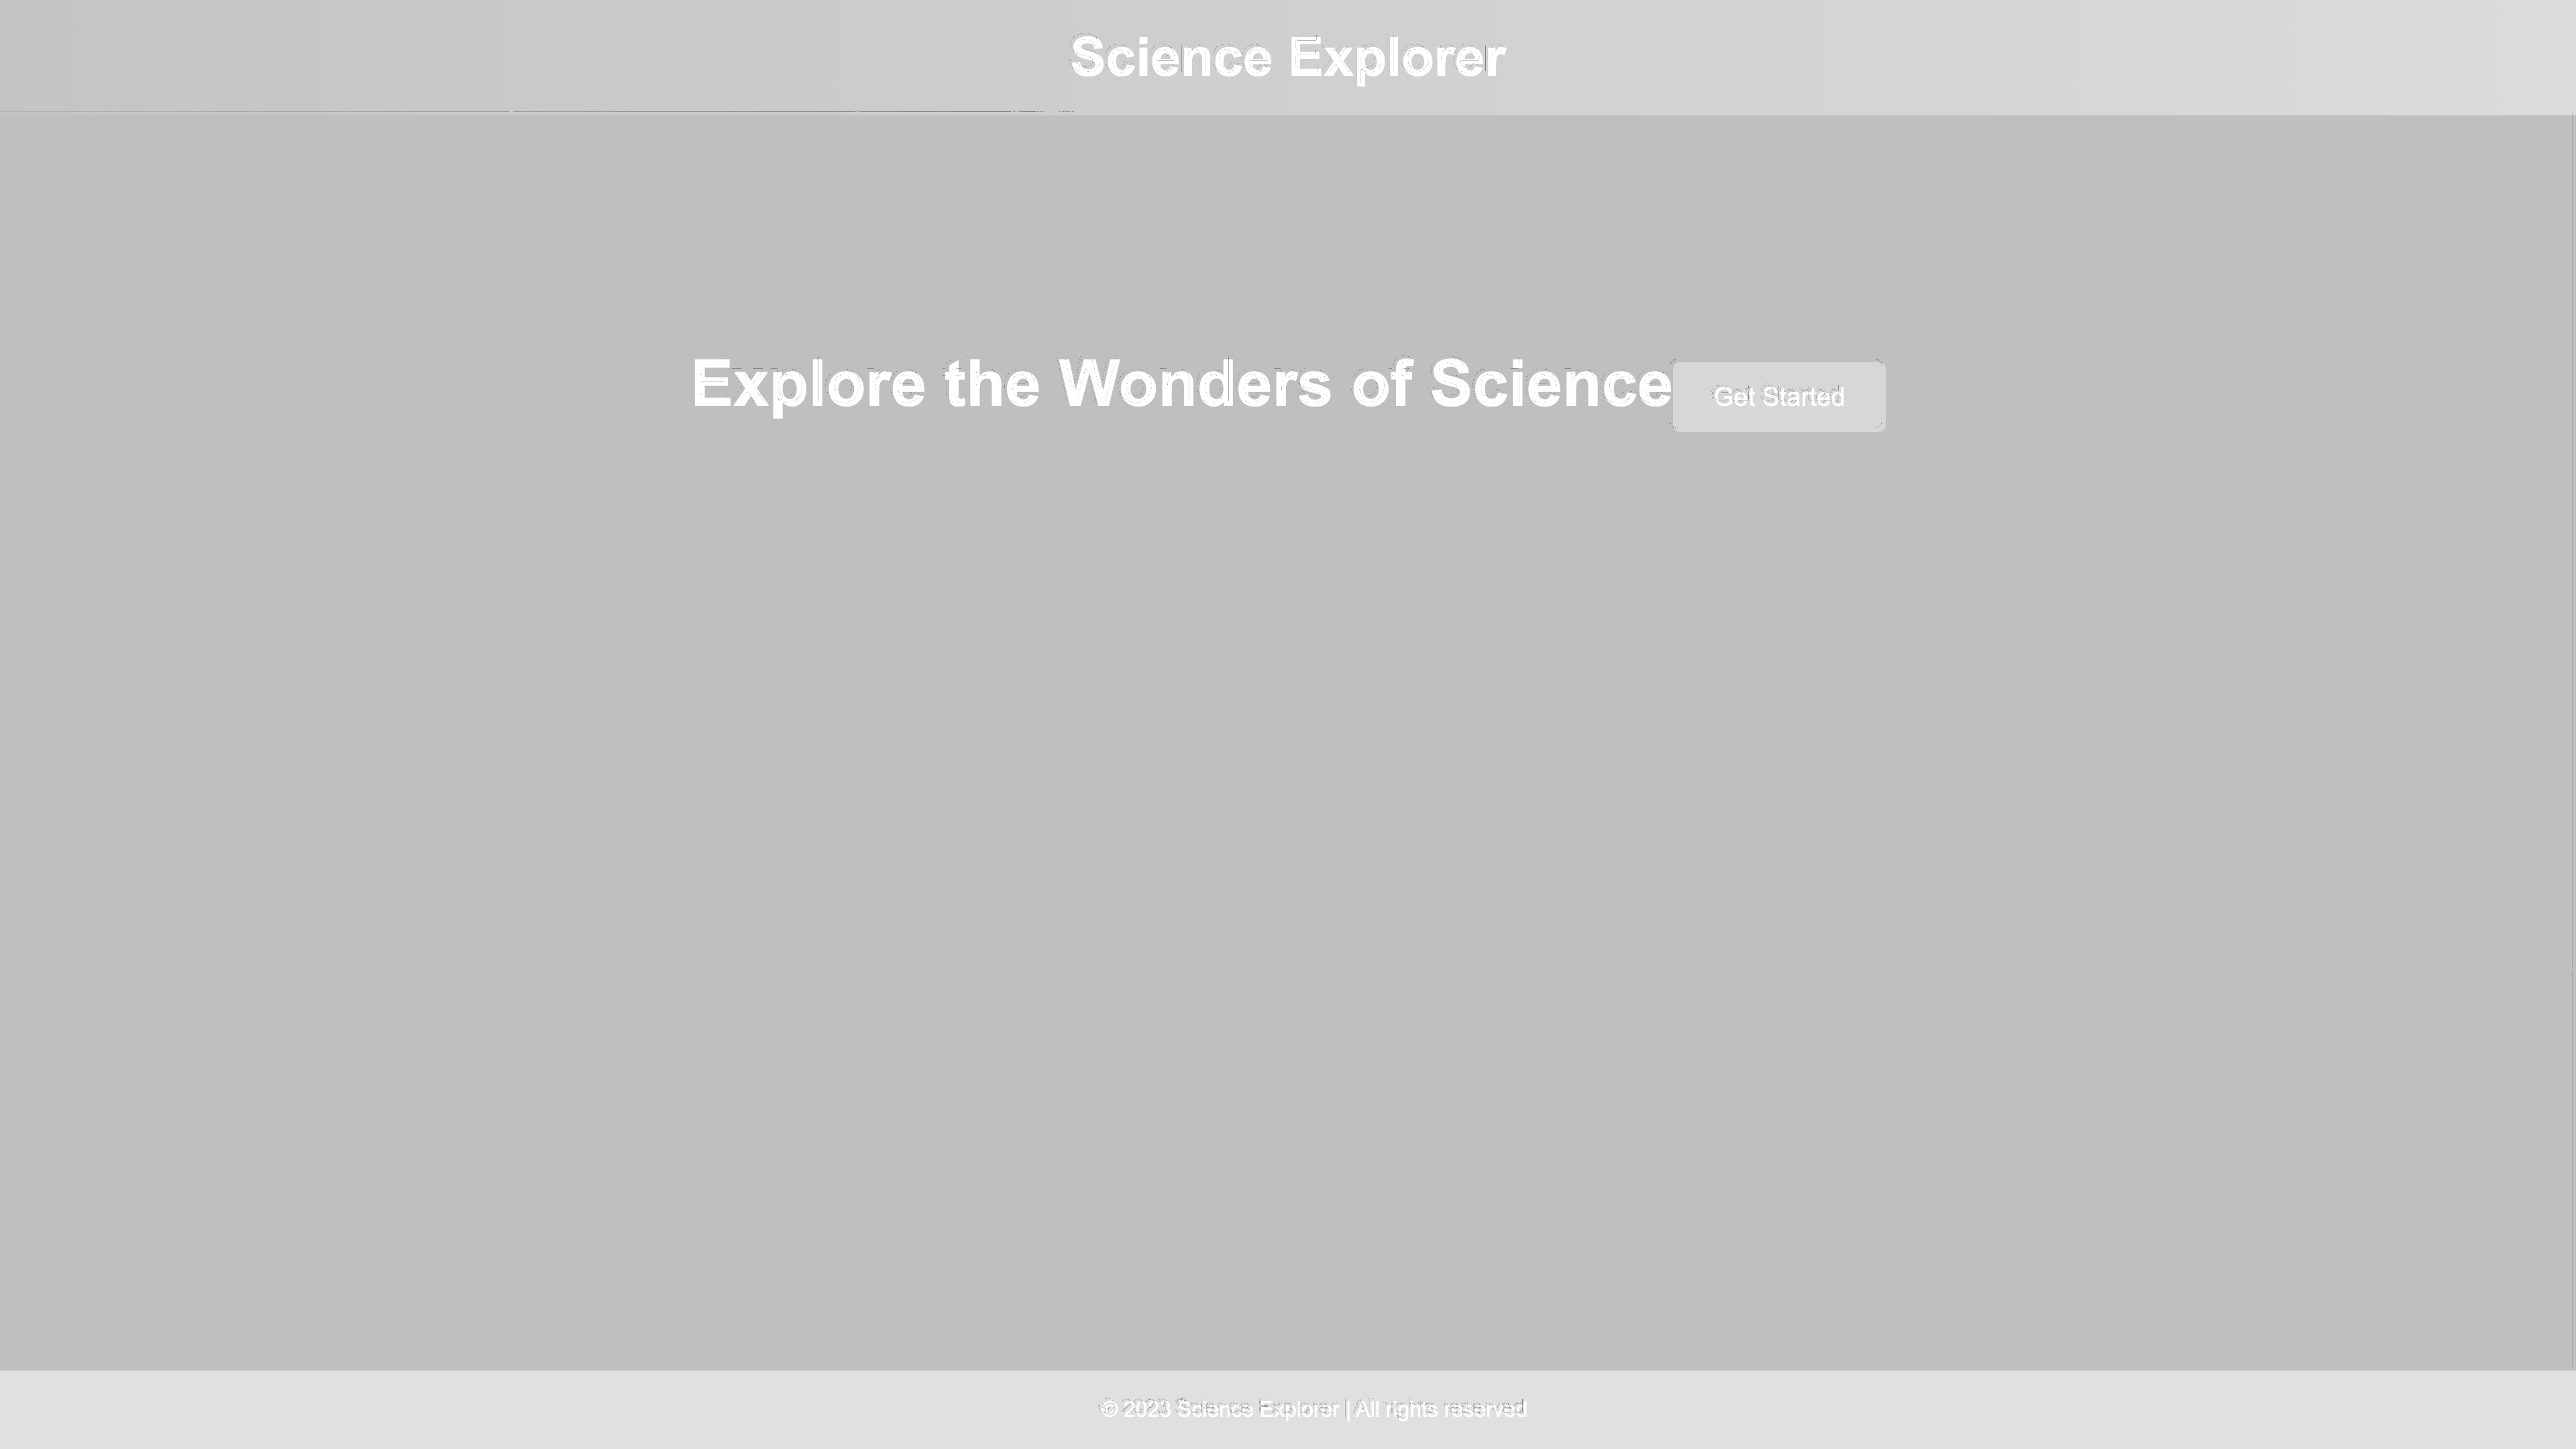 Science Explorer
Explore the Wonders of Science
Get Started
© 2023 Science Explorer | All rights reserved